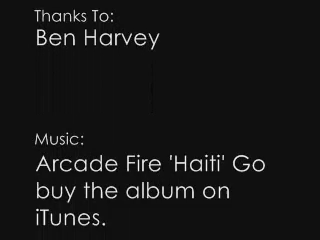 Thanks To:
Ben Harvey
Music:
Arcade Fire 'Haiti' Go
buy the album on
iTunes.